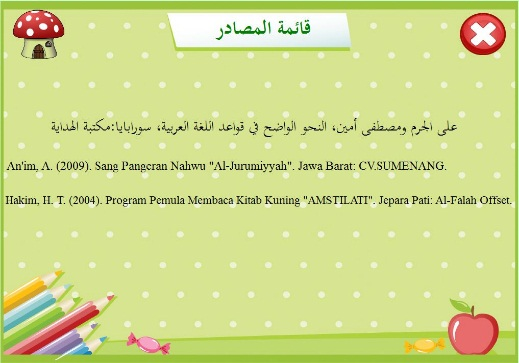 قائمة المصادر
على الجرم ومصطفى أمين، النحو الواضح في قواعد اللغة العربية، سورابايا:مكتبة الهداية
An'im, A. (2009). Sang Pangeran Nahwu "Al-Jurumiyyah". Jawa Barat: CV.SUMENANG.
Hakim, H. T. (2004). Program Pemula Membaca Kitab Kuning "AMSTILATI". Jepara Pati: Al-Falah Offset.